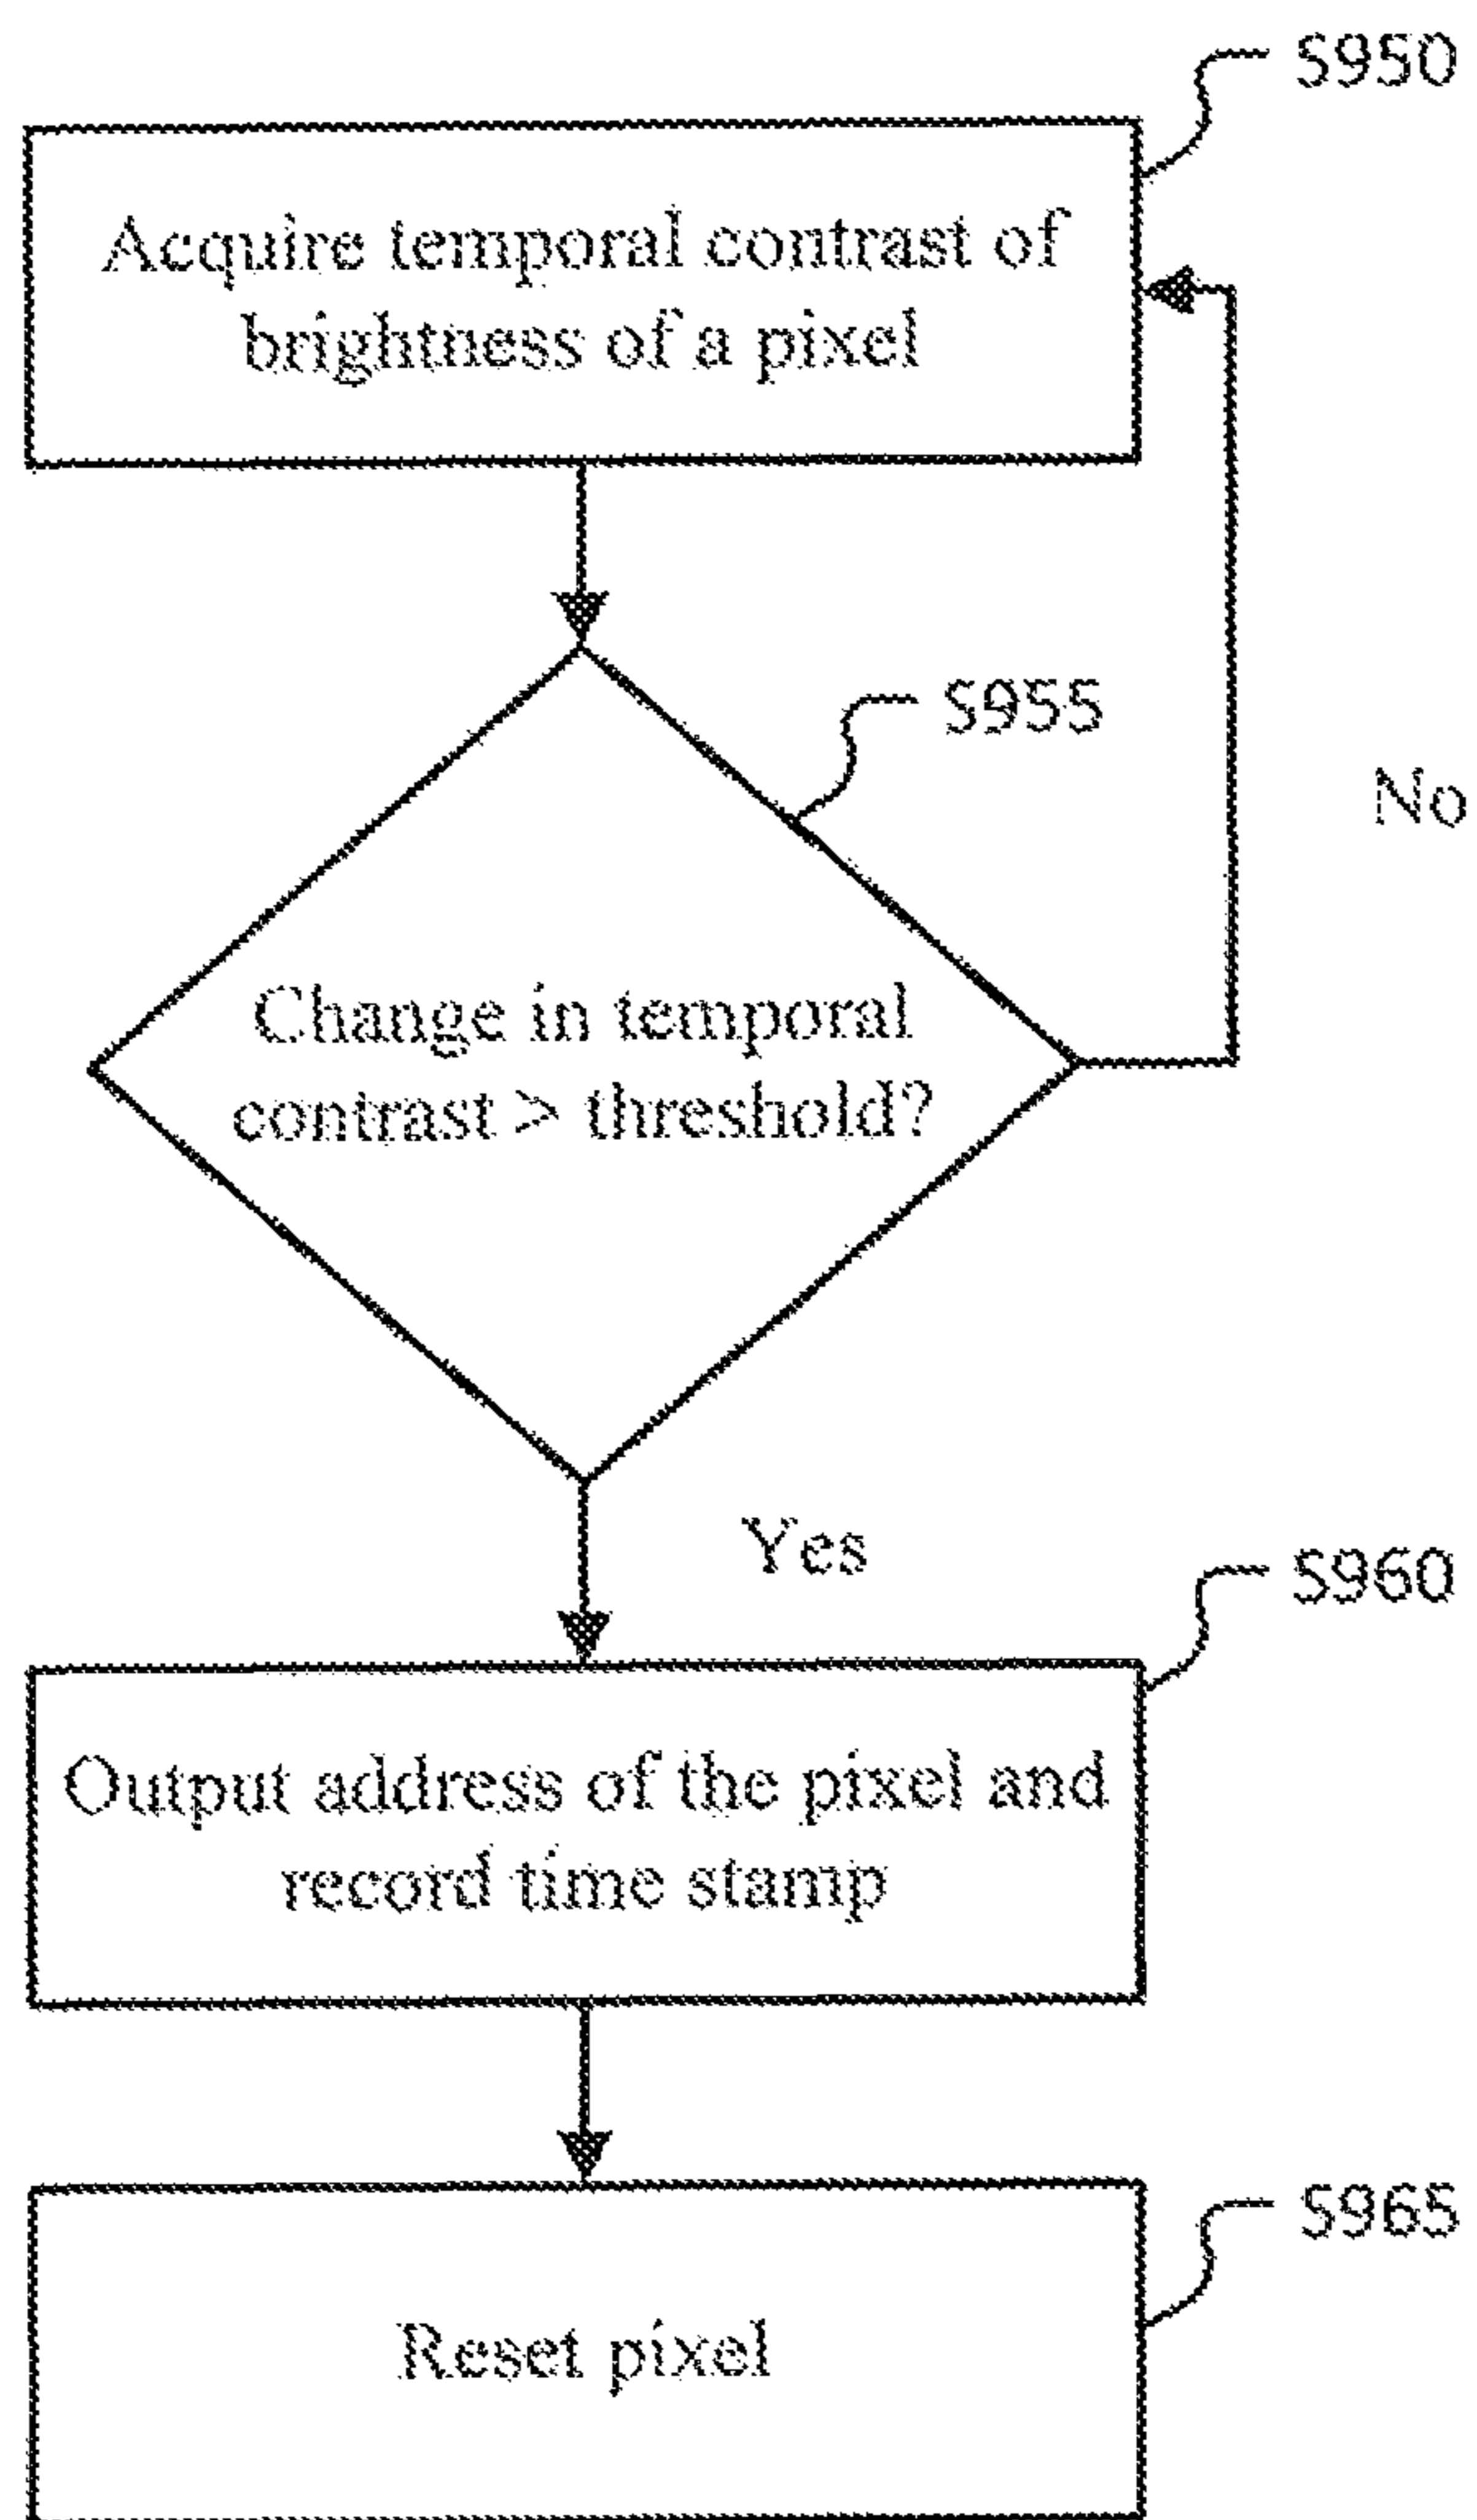 S950
Acquire temporal contrast of
brightness of a pixel
S955
No
Change in temporal
contrast > threshold?
Yes
S960
Output address of the pixel and
record time stamp
S965
Reset pixel